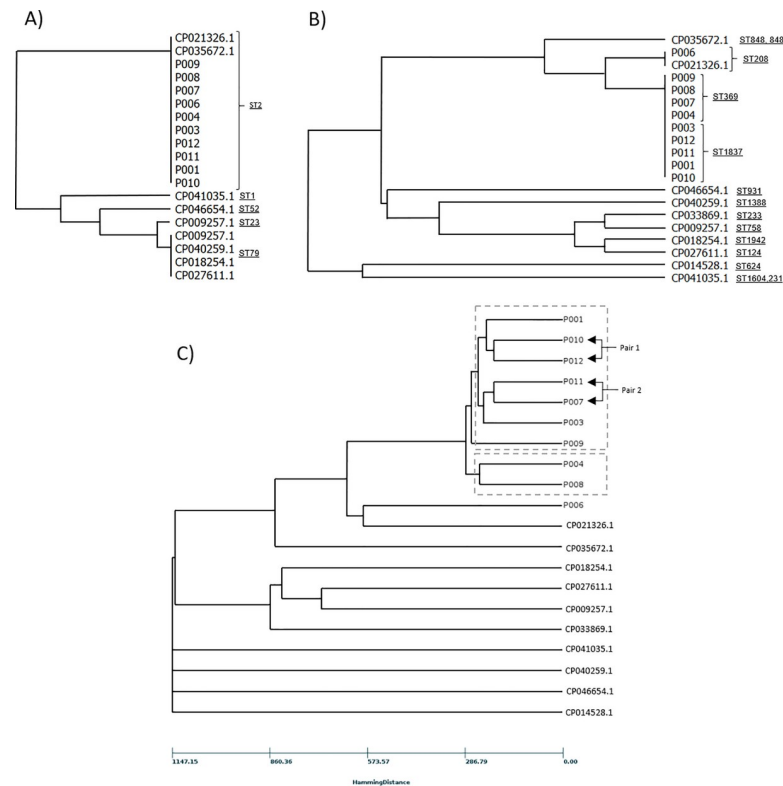 A)
CP021326.1
CP035672.1
P009
P008
P007
P006
P004
P003
P012
P011
P001
P010
ST2
CP041035.1 ST1
CP046654.1 ST52
CP009257.1 ST23
CP009257.1
CP040259.1
CP018254.1
CP027611.1
ST79
B)
CP035672.1 ST848, 848
P006
CP021326.1
ST208
P009
P008
P007
P004
ST369
P003
P012
P011
P001
P010
ST1837
CP046654.1 ST931
CP040259.1 ST1388
CP033869.1 ST233
CP009257.1 ST758
CP018254.1 ST1942
CP027611.1 ST124
CP014528.1 ST624
CP041035.1 ST1604,231
C)
P001
P010
P012
Pair 1
P011
P007
Pair 2
P003
P009
P004
P008
P006
CP021326.1
CP035672.1
CP018254.1
CP027611.1
CP009257.1
CP033869.1
CP041035.1
CP040259.1
CP046654.1
CP014528.1
1147.15 860.36 573.57 286.79 0.00
HammingDistance